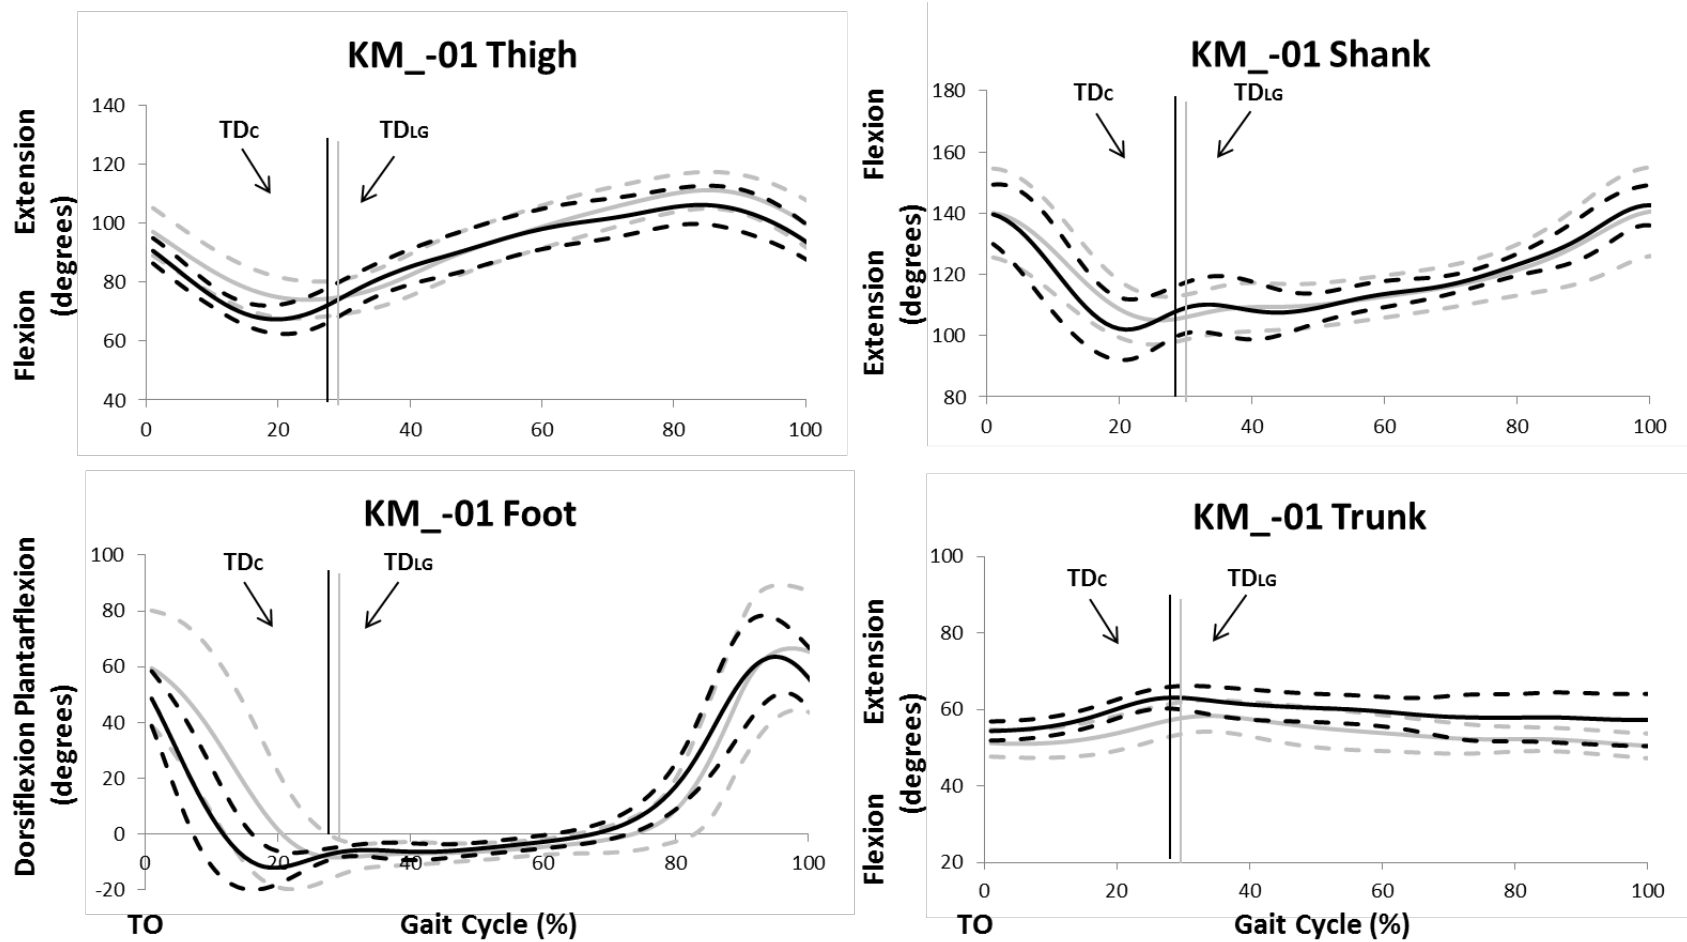 KM_-01 Thigh
Extension
Flexion
(degrees)
TDC
TDLG
140
120
100
80
60
40
0 20 40 60 80 100
KM_-01 Shank
Flexion
Extension
(degrees)
TDC
TDLG
180
160
140
120
100
80
0 20 40 60 80 100
KM_-01 Foot
Dorsiflexion Plantarflexion
(degrees)
TDC
TDLG
100
80
60
40
20
0
-20
0 20 40 60 80 100
TO Gait Cycle (%)
KM_-01 Trunk
Extension
Flexion
(degrees)
TDC
TDLG
100
80
60
40
20
0 20 40 60 80 100
TO Gait Cycle (%)